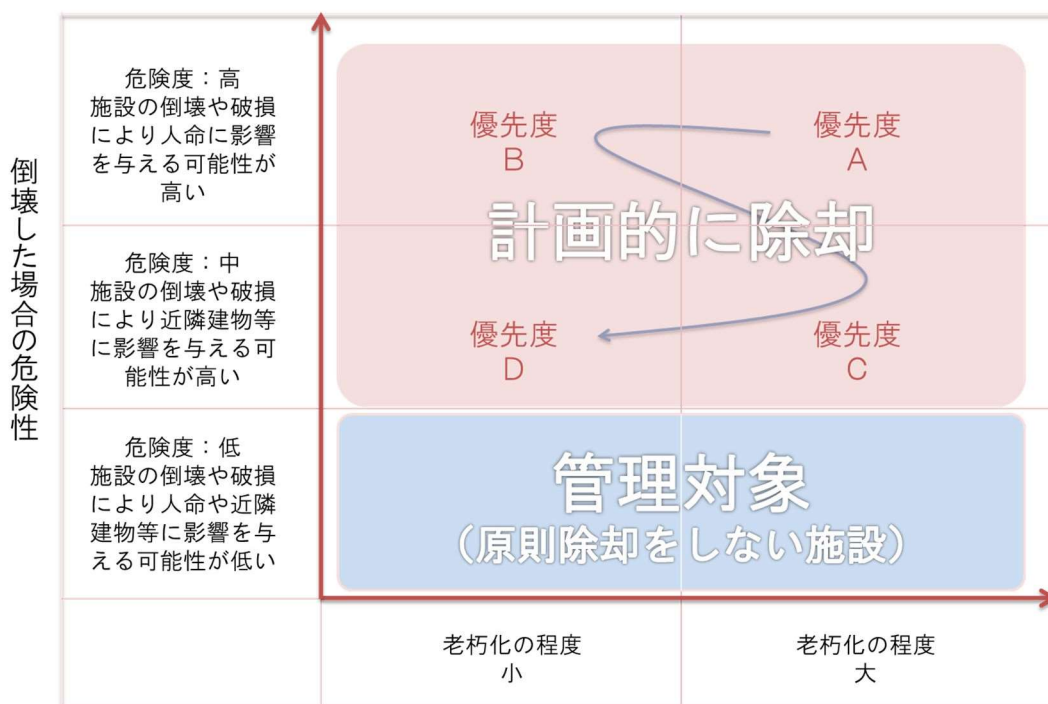 倒壊した場合の危険性
危険度：高
施設の倒壊や破損
により人命に影響
を与える可能性が
高い
優先度
B
優先度
A
計画的に除却
危険度：中
施設の倒壊や破損
により近隣建物等
に影響を与える可
能性が高い
優先度
D
優先度
C
危険度：低
施設の倒壊や破損
により人命や近隣
建物等に影響を与
える可能性が低い
管理対象
（原則除却をしない施設）
老朽化の程度
小
老朽化の程度
大